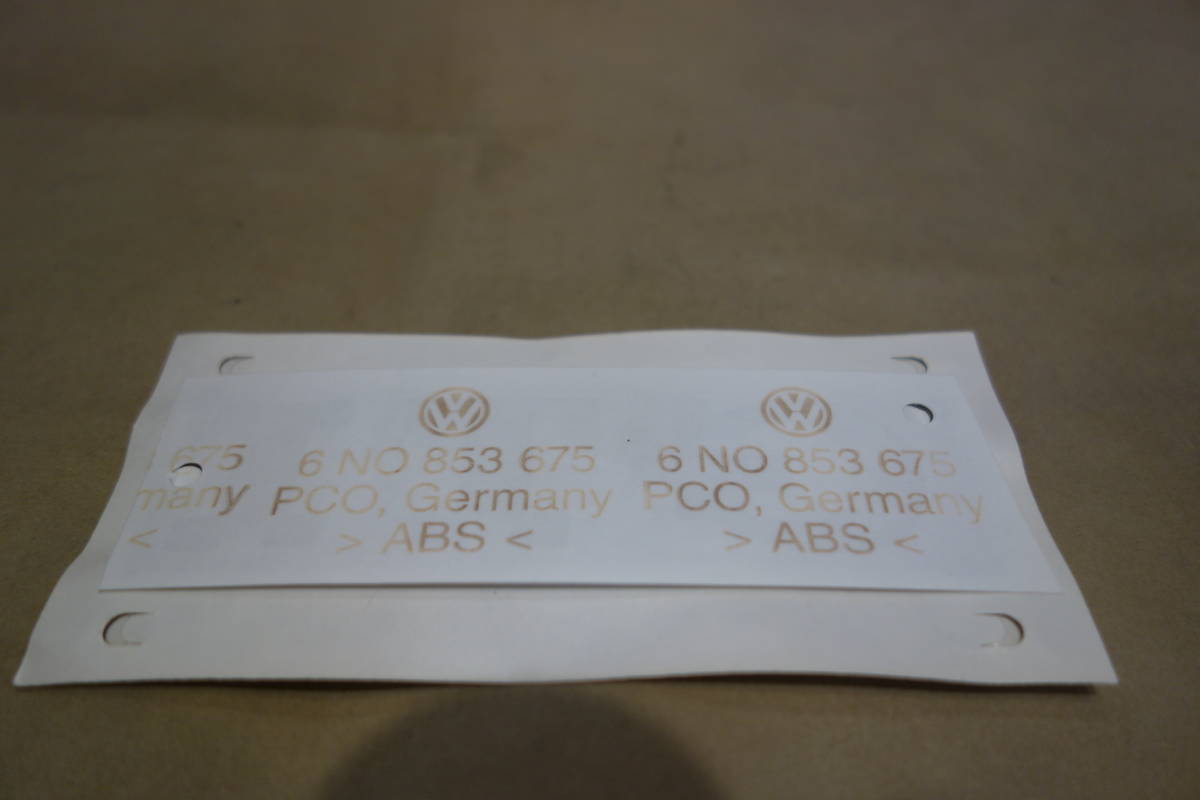 675 6 NO 853 675 6 NO 853 675
many PCO, Germany PCO, Germany
< > ABS < > ABS <